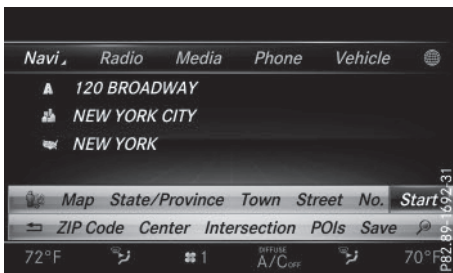 Navi Radio Media Phone Vehicle
120 BROADWAY
NEW YORK CITY
NEW YORK
Map State/Province Town Street No. Start
ZIP Code Center Intersection POIs Save
72°F 1 DIFFUSE A/C OFF 70°F
P82.89-1692-31